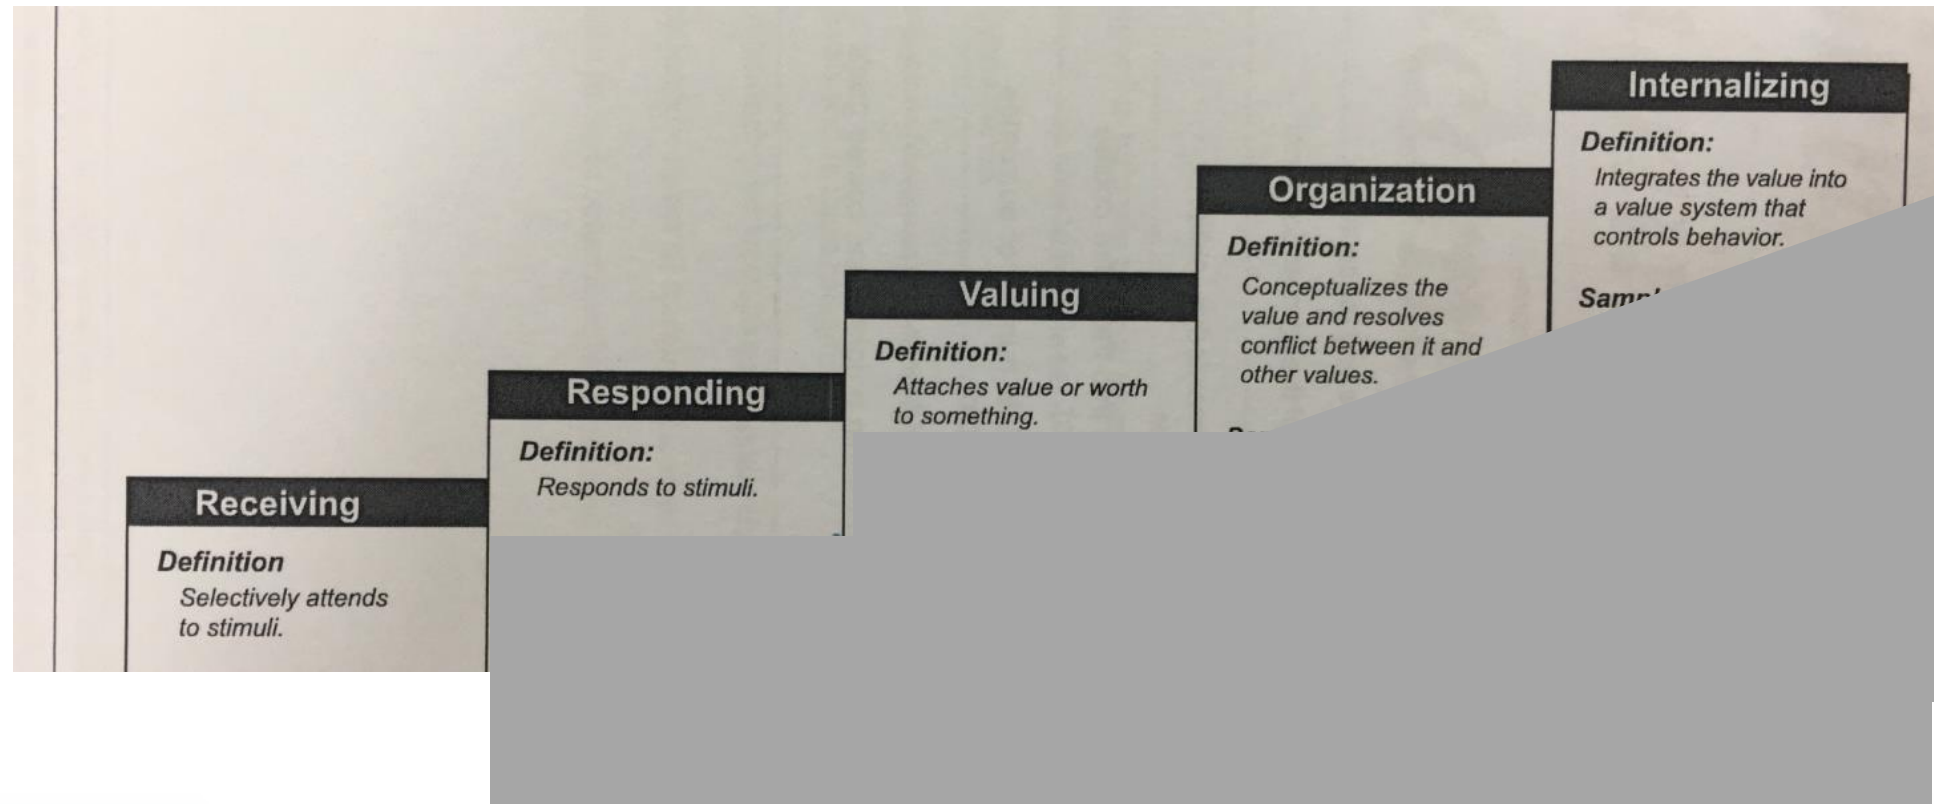 Internalizing
Definition:
Integrates the value into
a value system that
controls behavior.
Organization
Definition:
Conceptualizes the
value and resolves
conflict between it and
other values.
Valuing
Definition:
Attaches value or worth
to something.
Responding
Definition:
Responds to stimuli.
Receiving
Definition
Selectively attends
to stimuli.